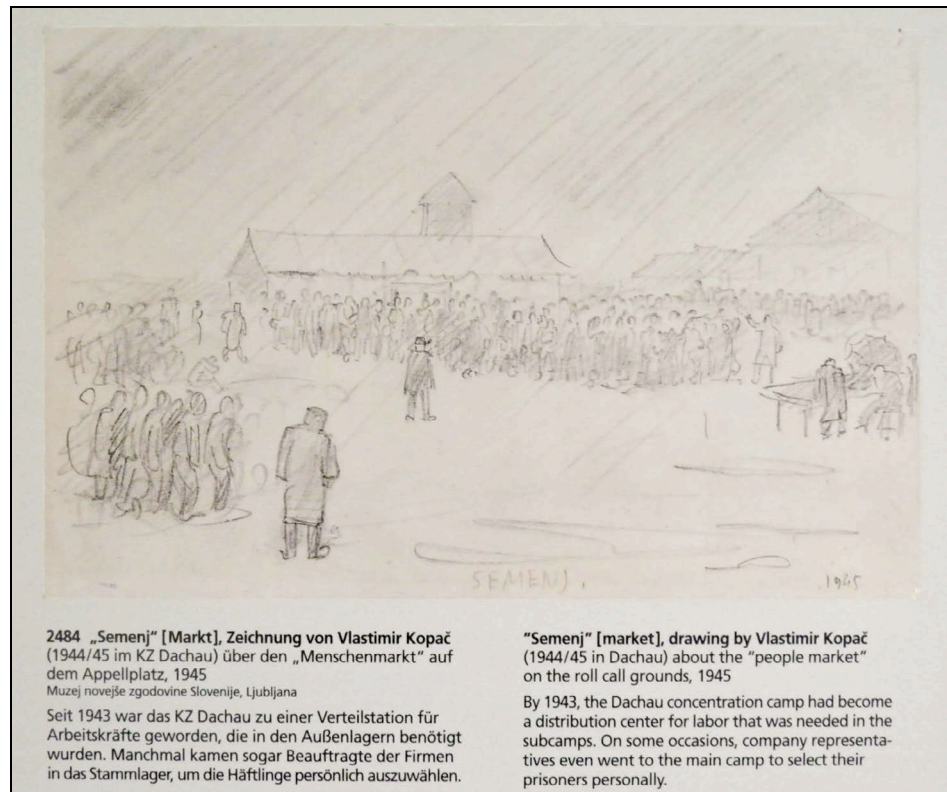 SEMENJ.
1945
2484 „Semenj“ [Markt], Zeichnung von Vlastimir Kopač
(1944/45 im KZ Dachau) über den „Menschenmarkt“ auf
dem Appellplatz, 1945
Muzej novejše zgodovine Slovenije, Ljubljana
Seit 1943 war das KZ Dachau zu einer Verteilstation für
Arbeitskräfte geworden, die in den Außenlagern benötigt
wurden. Manchmal kamen sogar Beauftragte der Firmen
in das Stammlager, um die Häftlinge persönlich auszuwählen.
"Semenj" [market], drawing by Vlastimir Kopač
(1944/45 in Dachau) about the "people market"
on the roll call grounds, 1945
By 1943, the Dachau concentration camp had become
a distribution center for labor that was needed in the
subcamps. On some occasions, company representa-
tives even went to the main camp to select their
prisoners personally.